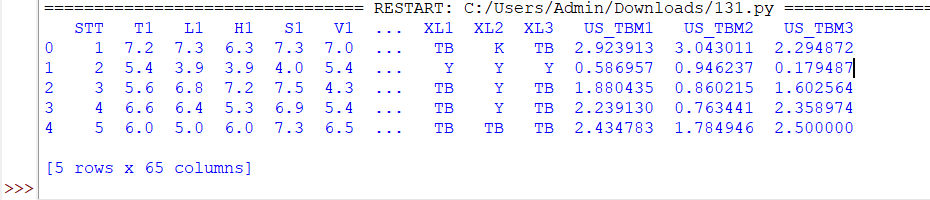 ================================ RESTART: C:/Users/Admin/Downloads/131.py ===============
   STT   T1   L1   H1   S1   V1  ...  XL1  XL2  XL3   US_TBM1   US_TBM2   US_TBM3
0    1  7.2  7.3  6.3  7.3  7.0  ...   TB    K   TB  2.923913  3.043011  2.294872
1    2  5.4  3.9  3.9  4.0  5.4  ...    Y    Y    Y  0.586957  0.946237  0.179487
2    3  5.6  6.8  7.2  7.5  4.3  ...   TB    Y   TB  1.880435  0.860215  1.602564
3    4  6.6  6.4  5.3  6.9  5.4  ...   TB    Y   TB  2.239130  0.763441  2.358974
4    5  6.0  5.0  6.0  7.3  6.5  ...   TB   TB   TB  2.434783  1.784946  2.500000
[5 rows x 65 columns]
>>>